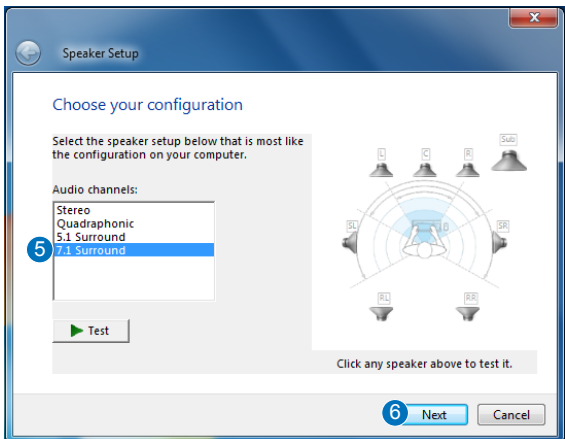 Speaker Setup
Choose your configuration
Select the speaker setup below that is most like
the configuration on your computer.
Audio channels:
Stereo
Quadraphonic
5.1 Surround
5 7.1 Surround
Test
L C R Sub
SL SR
RL RR
Click any speaker above to test it.
6 Next Cancel